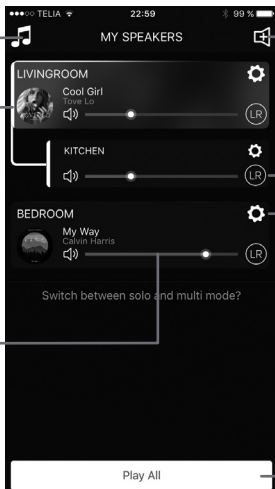 TELIA 22:59 99 %
MY SPEAKERS
LIVINGROOM
Cool Girl
Tove Lo
LR
KITCHEN
LR
BEDROOM
My Way
Calvin Harris
LR
Switch between solo and multi mode?
Play All